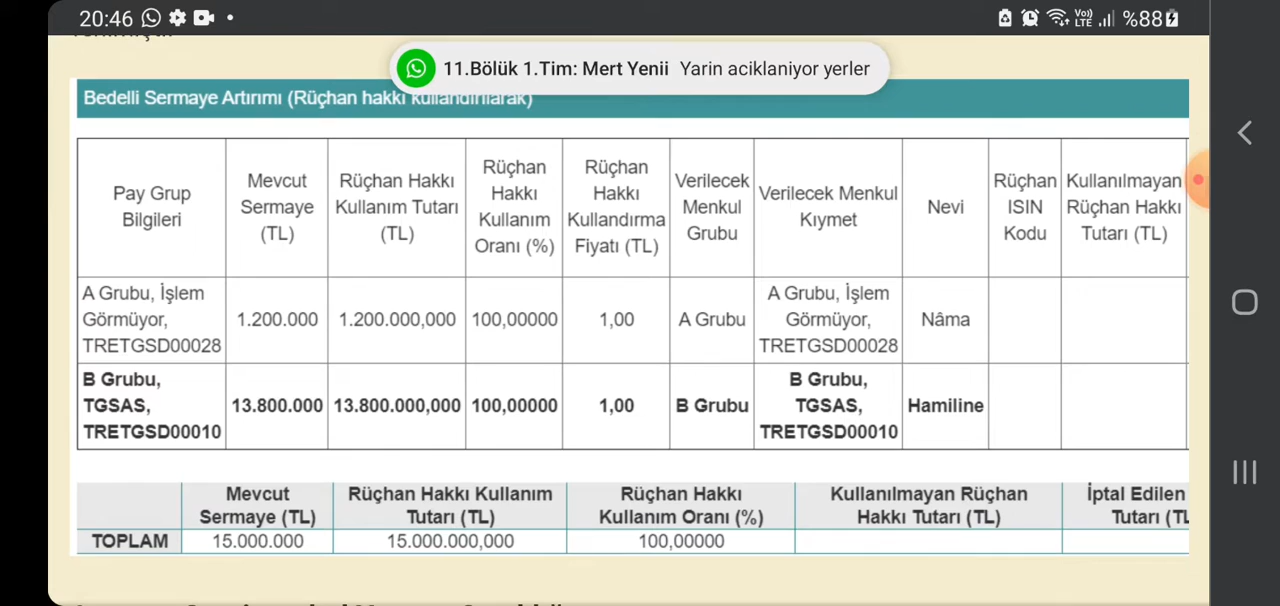 20:46
%88
11.Bölük 1.Tim: Mert Yenii Yarin aciklaniyor yerler
Bedelli Sermaye Artırımı (Rüçhan hakkı kullandırılarak)
Pay Grup
Bilgileri
Mevcut
Sermaye
(TL)
Rüçhan Hakkı
Kullanım Tutarı
(TL)
Rüçhan
Hakkı
Kullanım
Oranı (%)
Rüçhan
Hakkı
Kullandırma
Fiyatı (TL)
Verilecek
Menkul
Grubu
Verilecek Menkul
Kıymet
Nevi
Rüçhan
ISIN
Kodu
Kullanılmayan
Rüçhan Hakkı
Tutarı (TL)
A Grubu, İşlem
Görmüyor,
TRETGSD00028
1.200.000
1.200.000,000
100,00000
1,00
A Grubu
A Grubu, İşlem
Görmüyor,
TRETGSD00028
Nâma
B Grubu,
TGSAS,
TRETGSD00010
13.800.000
13.800.000,000
100,00000
1,00
B Grubu
B Grubu,
TGSAS,
TRETGSD00010
Hamiline
Mevcut
Sermaye (TL)
Rüçhan Hakkı Kullanım
Tutarı (TL)
Rüçhan Hakkı
Kullanım Oranı (%)
Kullanılmayan Rüçhan
Hakkı Tutarı (TL)
İptal Edilen
Tutarı (TL
TOPLAM
15.000.000
15.000.000,000
100,00000